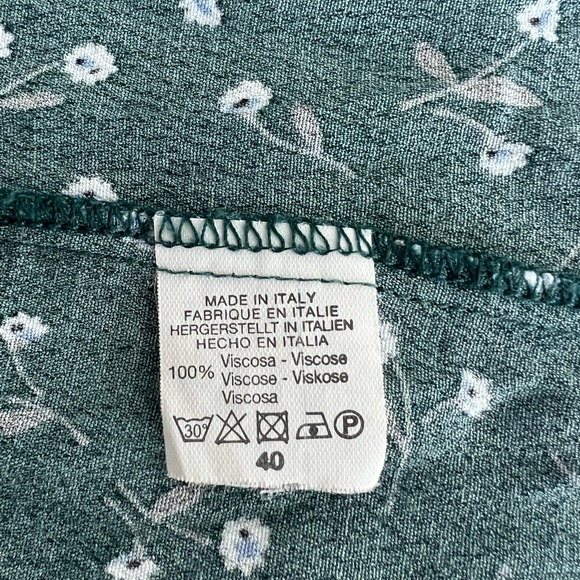 MADE IN ITALY
FABRIQUE EN ITALIE
HERGERSTELLT IN ITALIEN
HECHO EN ITALIA
100% Viscosa - Viscose
Viscose - Viskose
Viscosa
30° P
40